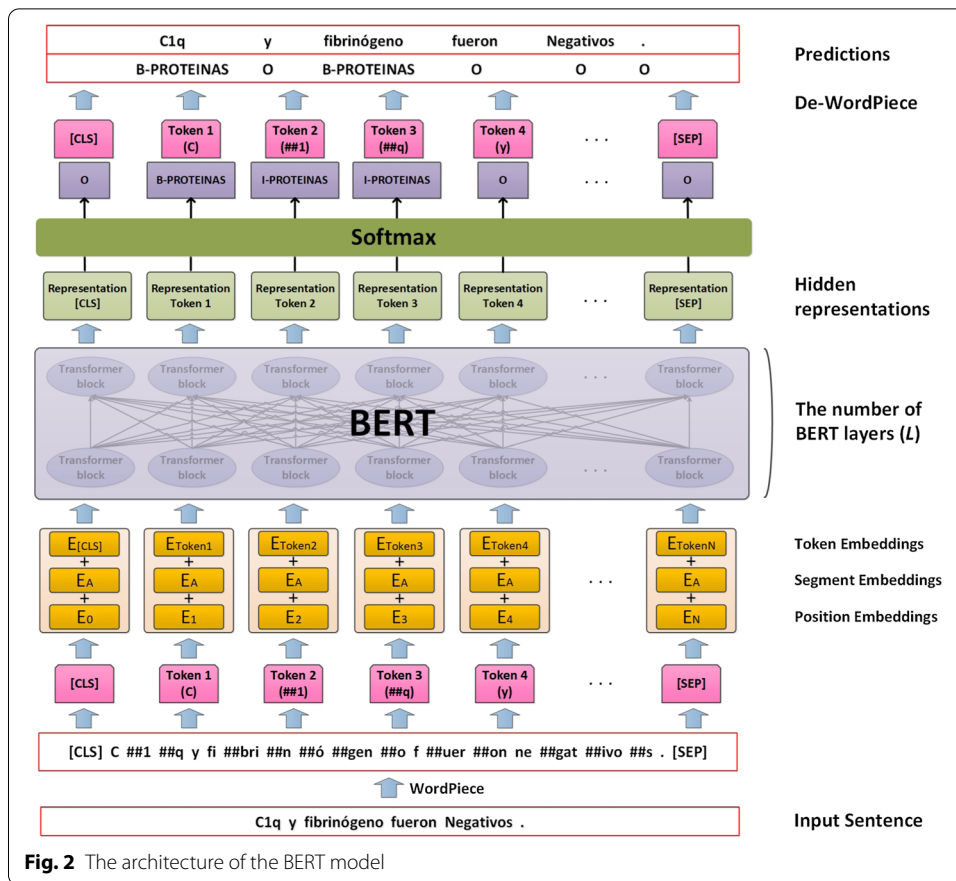 C1q y fibrinógeno fueron Negativos .
B-PROTEINAS O B-PROTEINAS O O O
Predictions
De-WordPiece
[CLS] Token 1 (C) Token 2 (##1) Token 3 (##q) Token 4 (y) . . . [SEP]
O B-PROTEINAS I-PROTEINAS I-PROTEINAS O . . . O
Softmax
Representation [CLS] Representation Token 1 Representation Token 2 Representation Token 3 Representation Token 4 . . . Representation [SEP]
Hidden representations
Transformer block Transformer block Transformer block Transformer block Transformer block . . . Transformer block
BERT
The number of BERT layers (L)
Transformer block Transformer block Transformer block Transformer block Transformer block . . . Transformer block
E[CLS] EToken1 EToken2 EToken3 EToken4 ETokenN Token Embeddings
+ + + + + +
EA EA EA EA EA . . . EA Segment Embeddings
+ + + + + +
E0 E1 E2 E3 E4 EN Position Embeddings
[CLS] Token 1 (C) Token 2 (##1) Token 3 (##q) Token 4 (y) . . . [SEP]
[CLS] C ##1 ##q y fi ##bri ##n ##ó ##gen ##o f ##uer ##on ne ##gat ##ivo ##s . [SEP]
WordPiece
C1q y fibrinógeno fueron Negativos .
Input Sentence
Fig. 2 The architecture of the BERT model